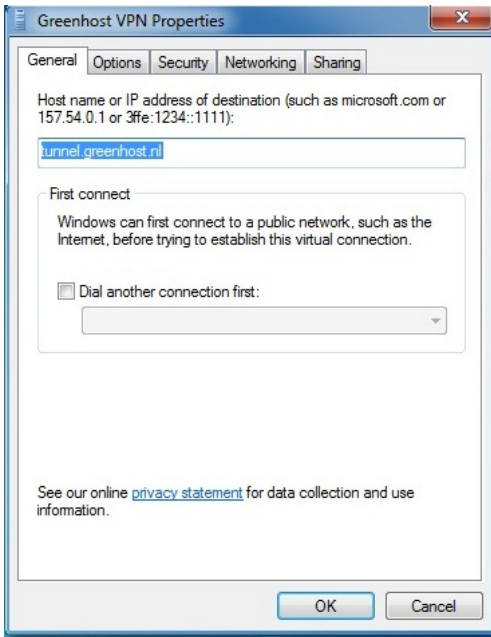 Greenhost VPN Properties
General Options Security Networking Sharing
Host name or IP address of destination (such as microsoft.com or
157.54.0.1 or 3ffe:1234::1111):
tunnel.greenhost.nl
First connect
Windows can first connect to a public network, such as the
Internet, before trying to establish this virtual connection.
Dial another connection first:
See our online privacy statement for data collection and use
information.
OK Cancel